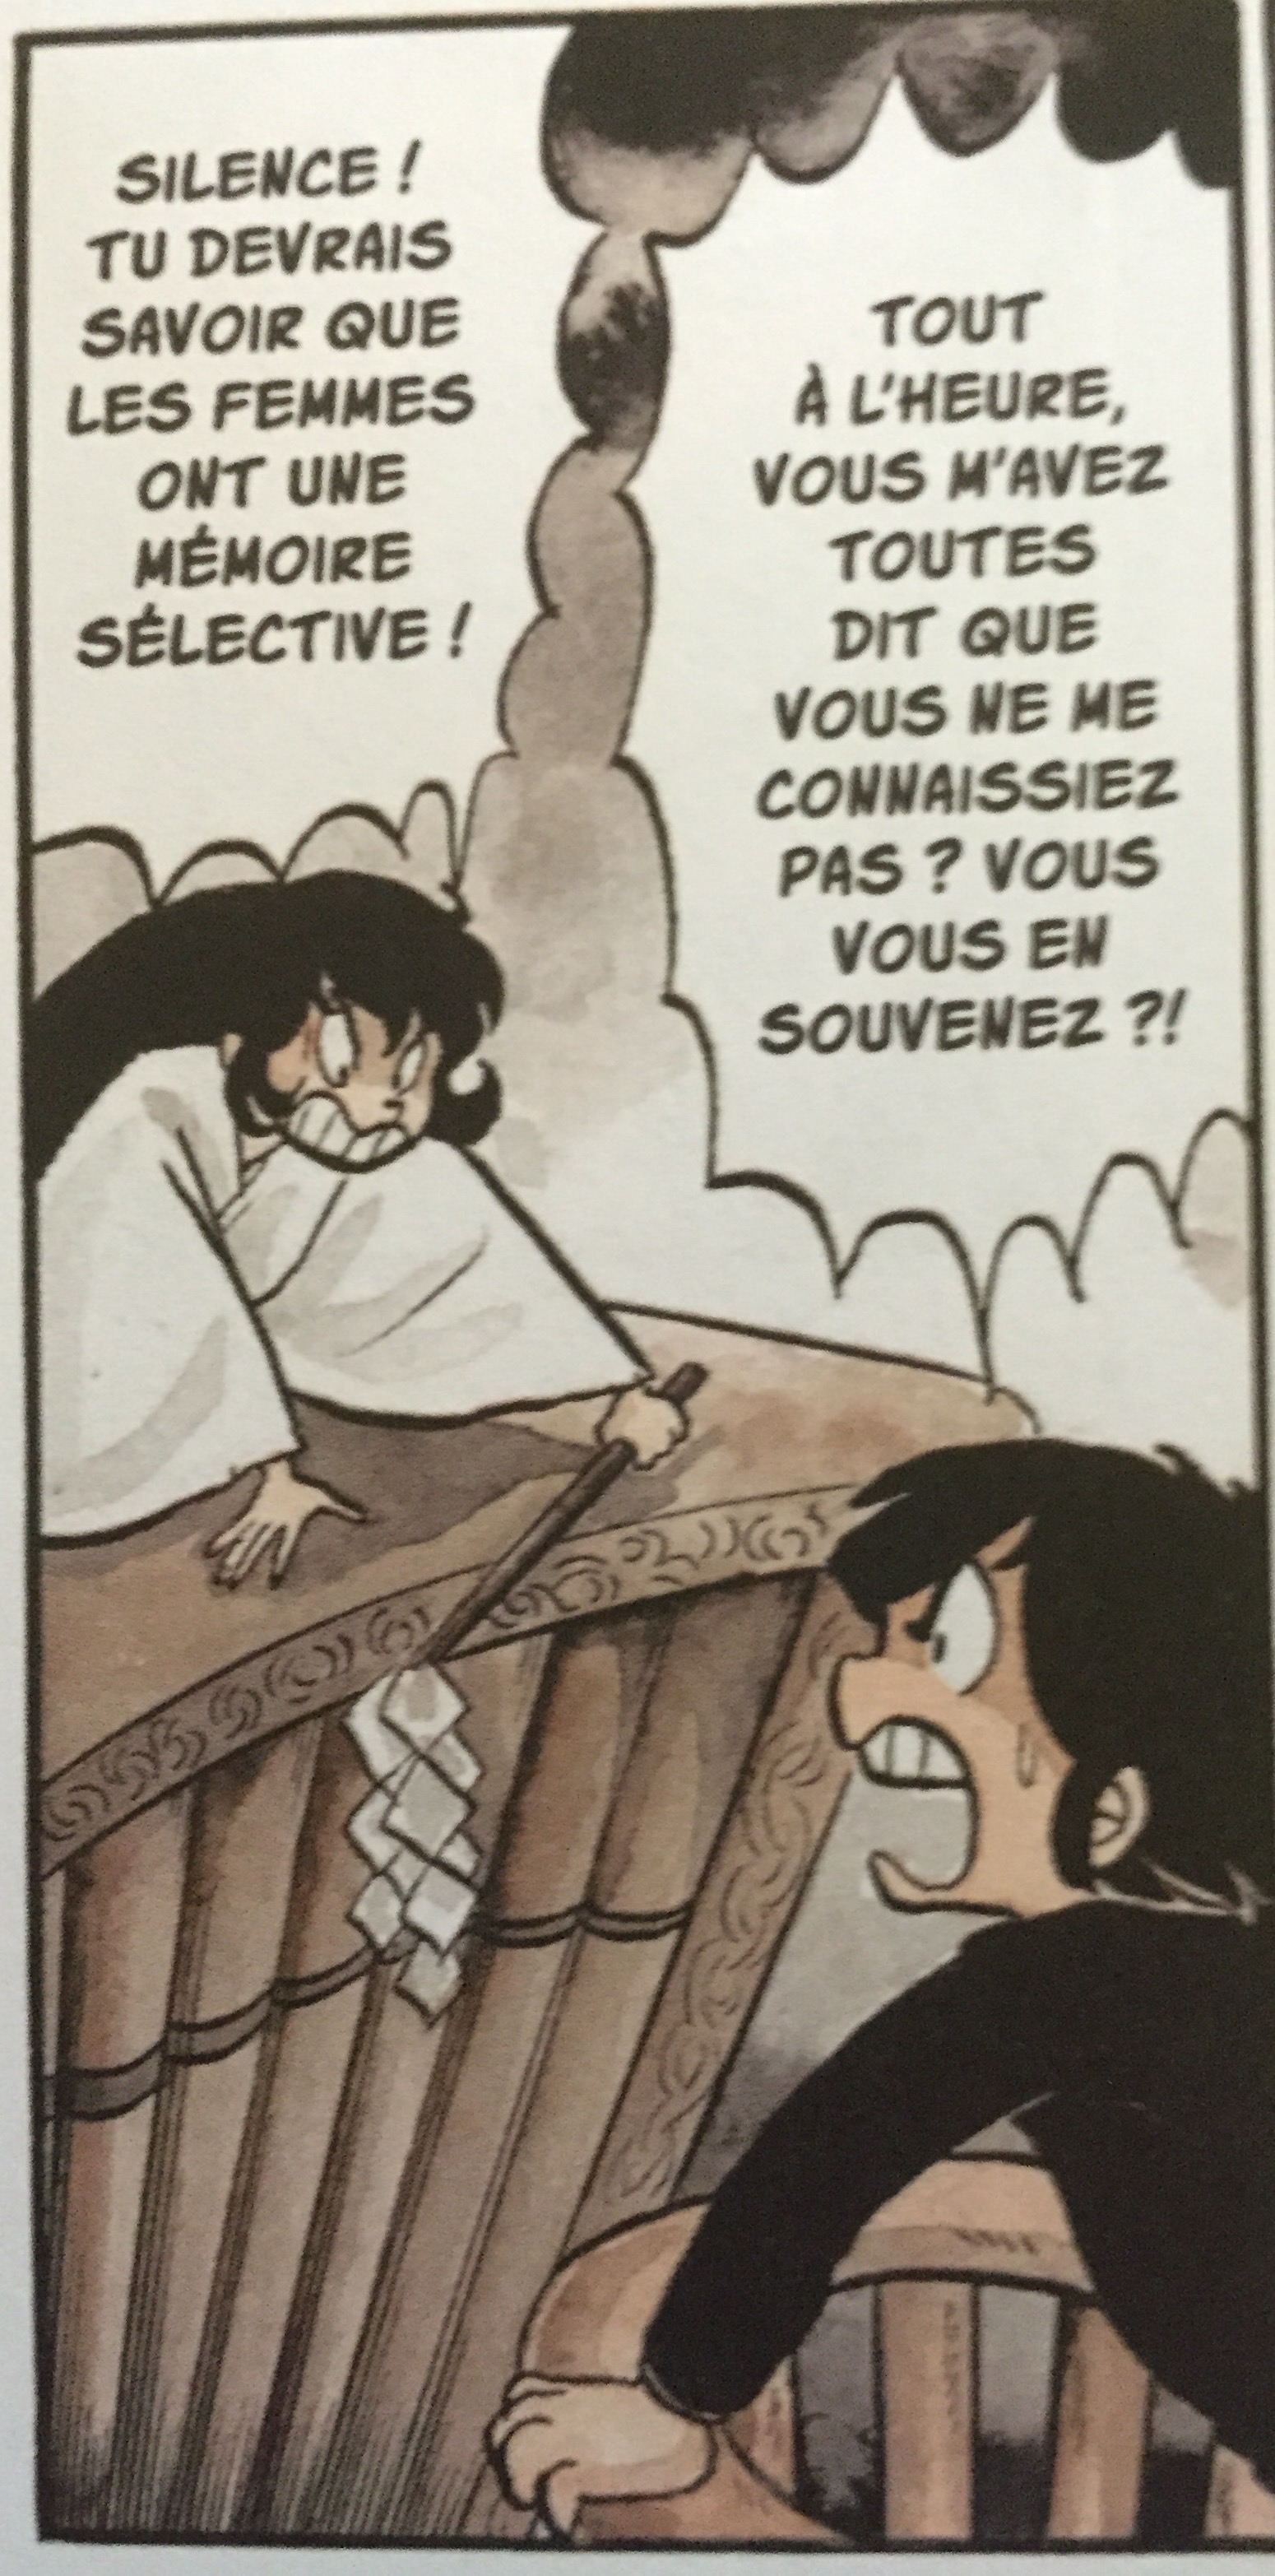 TOUT
À L'HEURE,
VOUS M'AVEZ
TOUTES
DIT QUE
VOUS NE ME
CONNAISSIEZ
PAS ? VOUS
VOUS EN
SOUVENEZ ?!
SILENCE !
TU DEVRAIS
SAVOIR QUE
LES FEMMES
ONT UNE
MÉMOIRE
SÉLECTIVE !